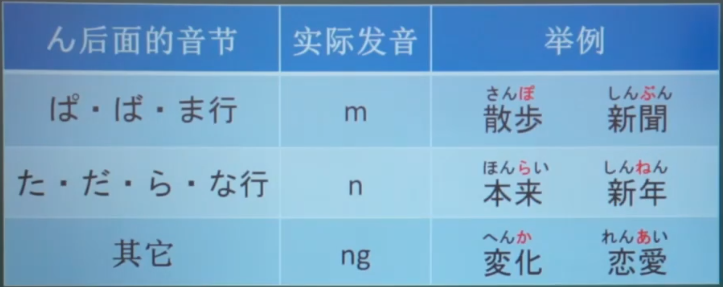 ん后面的音节 实际发音 举例
ぱ・ば・ま行 m さんぽ しんぶん
散歩 新聞
た・だ・ら・な行 n ほんらい しんねん
本来 新年
其它 ng へんか れんあい
変化 恋愛